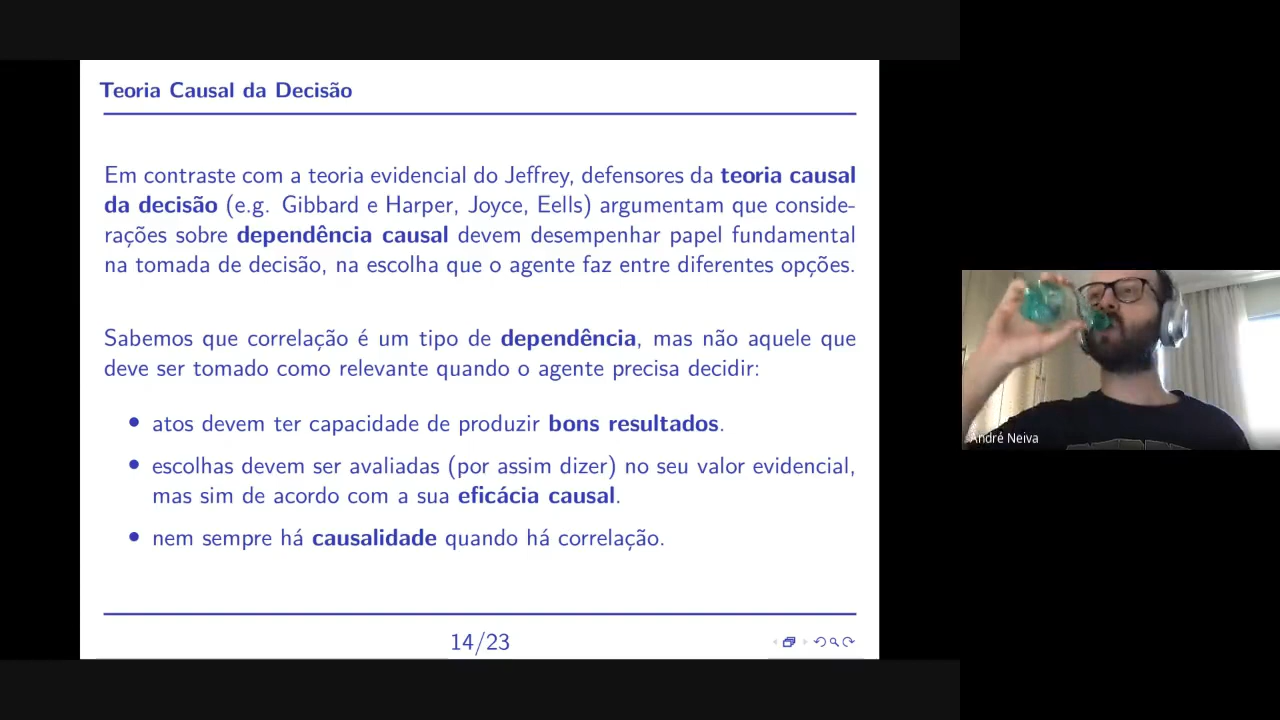 Teoria Causal da Decisão
Em contraste com a teoria evidencial do Jeffrey, defensores da teoria causal
da decisão (e.g. Gibbard e Harper, Joyce, Eells) argumentam que conside-
rações sobre dependência causal devem desempenhar papel fundamental
na tomada de decisão, na escolha que o agente faz entre diferentes opções.
Sabemos que correlação é um tipo de dependência, mas não aquele que
deve ser tomado como relevante quando o agente precisa decidir:
• atos devem ter capacidade de produzir bons resultados.
• escolhas devem ser avaliadas (por assim dizer) no seu valor evidencial,
mas sim de acordo com a sua eficácia causal.
• nem sempre há causalidade quando há correlação.
14/23
André Neiva